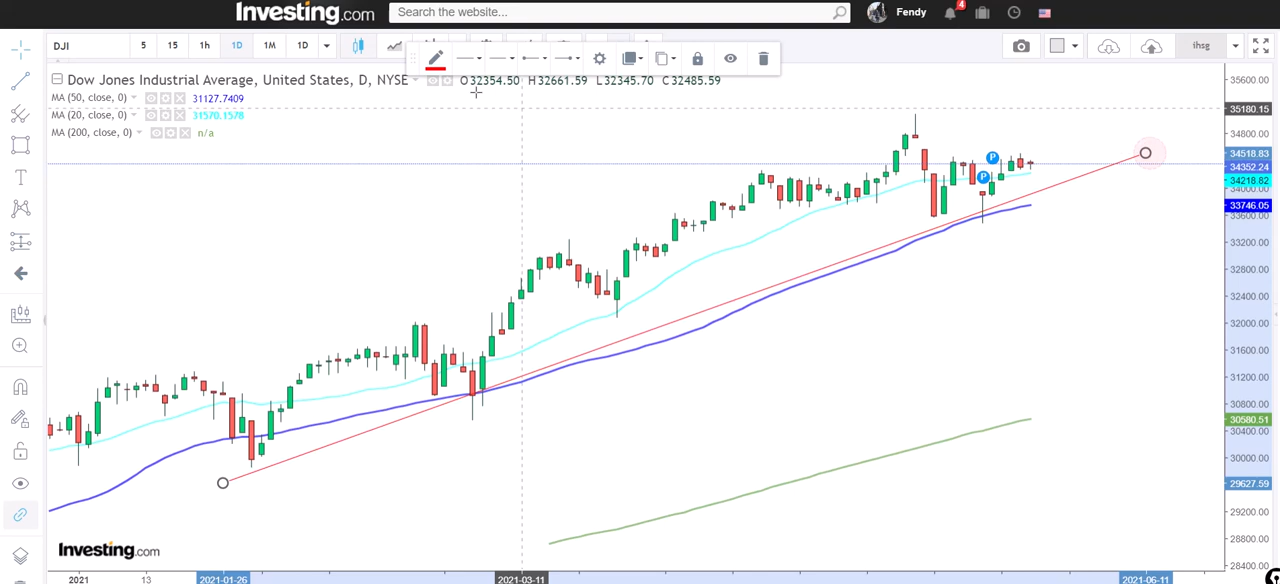 Investing.com
Search the website...
Fendy
4
DJI
5
15
1h
1D
1M
1D
ihsg
Dow Jones Industrial Average, United States, D, NYSE
O32354.50 H32661.59 L32345.70 C32485.59
MA (50, close, 0)
31127.7409
MA (20, close, 0)
31570.1578
MA (200, close, 0)
n/a
P
P
T
35600.00
35180.15
34800.00
34518.83
34352.24
34218.82
34000.00
33746.05
33600.00
33200.00
32800.00
32400.00
32000.00
31600.00
31200.00
30800.00
30580.51
30400.00
30000.00
29627.59
29200.00
28800.00
28400.00
Investing.com
2021
13
2021-01-26
2021-03-11
2021-06-11